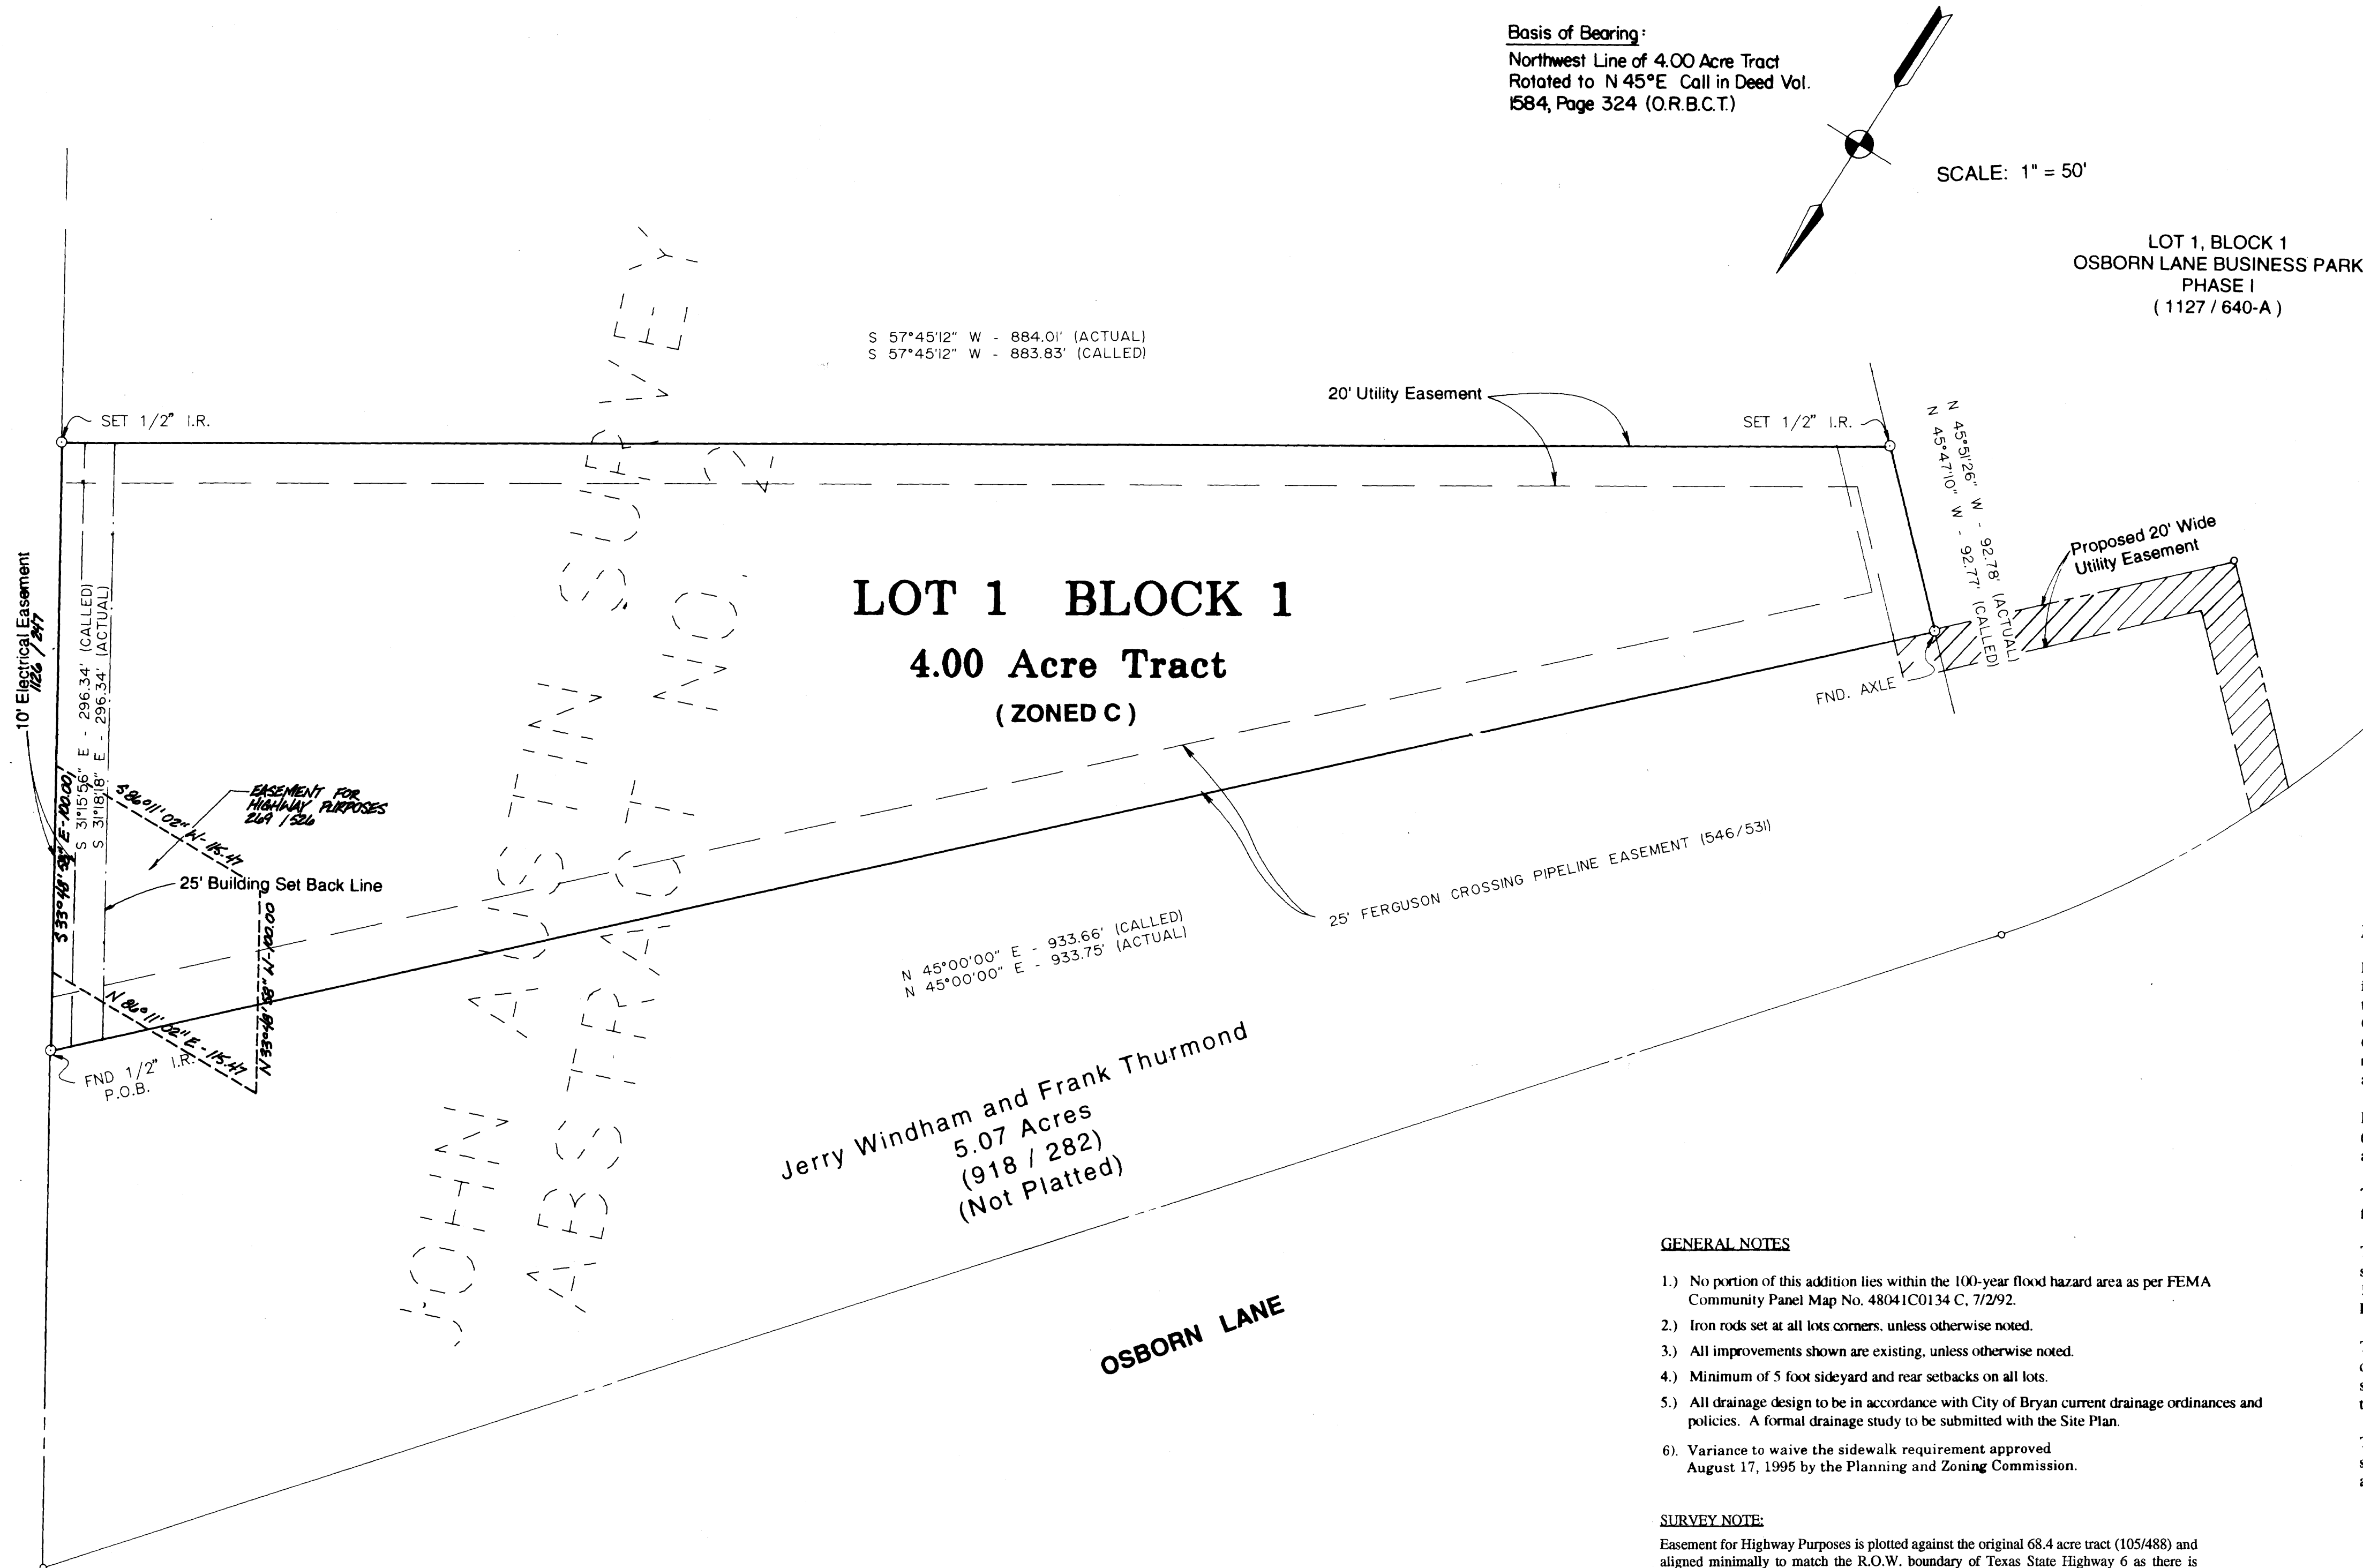 Basis of Bearing:
Northwest Line of 4.00 Acre Tract
Rotated to N 45°E Call in Deed Vol.
1584, Page 324 (O.R.B.C.T.)
SCALE: 1" = 50'
LOT 1, BLOCK 1
OSBORN LANE BUSINESS PARK
PHASE I
( 1127 / 640-A )
S 57°45'12" W - 884.01' (ACTUAL)
S 57°45'12" W - 883.83' (CALLED)
20' Utility Easement
SET 1/2" I.R.
SET 1/2" I.R.
N 45°51'26" W - 92.78' (ACTUAL)
N 45°47'10" W - 92.77' (CALLED)
Proposed 20' Wide
Utility Easement
FND. AXLE
LOT 1 BLOCK 1
4.00 Acre Tract
( ZONED C )
10' Electrical Easement
1126 / 247
S 31°15'56" E - 296.34' (CALLED)
S 31°18'18" E - 296.34' (ACTUAL)
S 33°48'58" E - 100.00'
S 86°11'02" W - 115.47
EASEMENT FOR
HIGHWAY PURPOSES
269 / 526
25' Building Set Back Line
N 33°48'58" W - 100.00
N 86°11'02" E - 115.47
FND 1/2" I.R.
P.O.B.
25' FERGUSON CROSSING PIPELINE EASEMENT (546/531)
N 45°00'00" E - 933.66' (CALLED)
N 45°00'00" E - 933.75' (ACTUAL)
JOHN AUSTIN SURVEY
ABSTRACT NO. 2
Jerry Windham and Frank Thurmond
5.07 Acres
(918 / 282)
(Not Platted)
OSBORN LANE
GENERAL NOTES
1.) No portion of this addition lies within the 100-year flood hazard area as per FEMA
Community Panel Map No. 48041C0134 C, 7/2/92.
2.) Iron rods set at all lots corners, unless otherwise noted.
3.) All improvements shown are existing, unless otherwise noted.
4.) Minimum of 5 foot sideyard and rear setbacks on all lots.
5.) All drainage design to be in accordance with City of Bryan current drainage ordinances and
policies. A formal drainage study to be submitted with the Site Plan.
6). Variance to waive the sidewalk requirement approved
August 17, 1995 by the Planning and Zoning Commission.
SURVEY NOTE:
Easement for Highway Purposes is plotted against the original 68.4 acre tract (105/488) and
aligned minimally to match the R.O.W. boundary of Texas State Highway 6 as there is